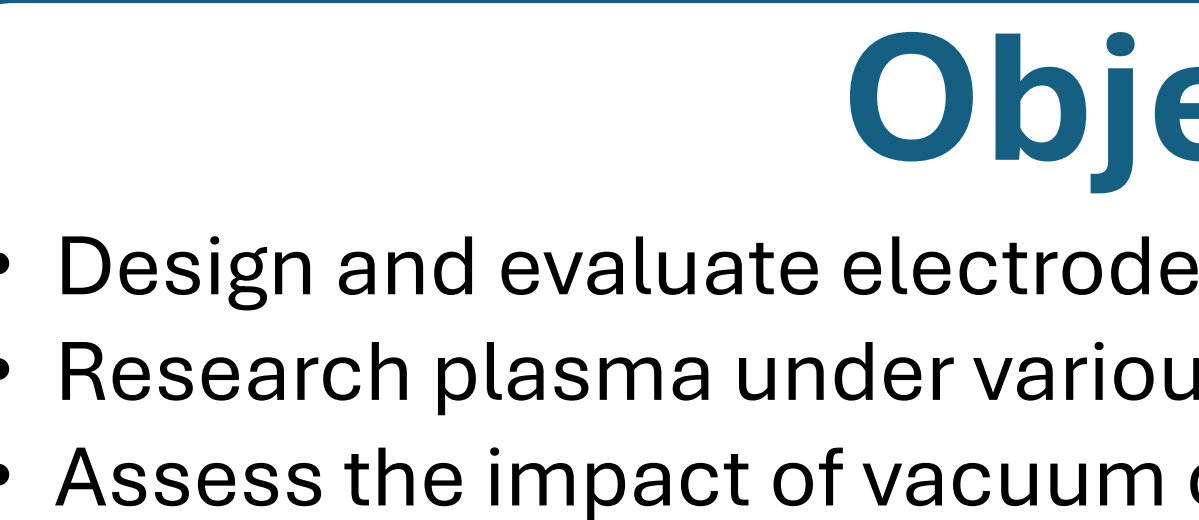 Obje
• Design and evaluate electrode
• Research plasma under variou
• Assess the impact of vacuum